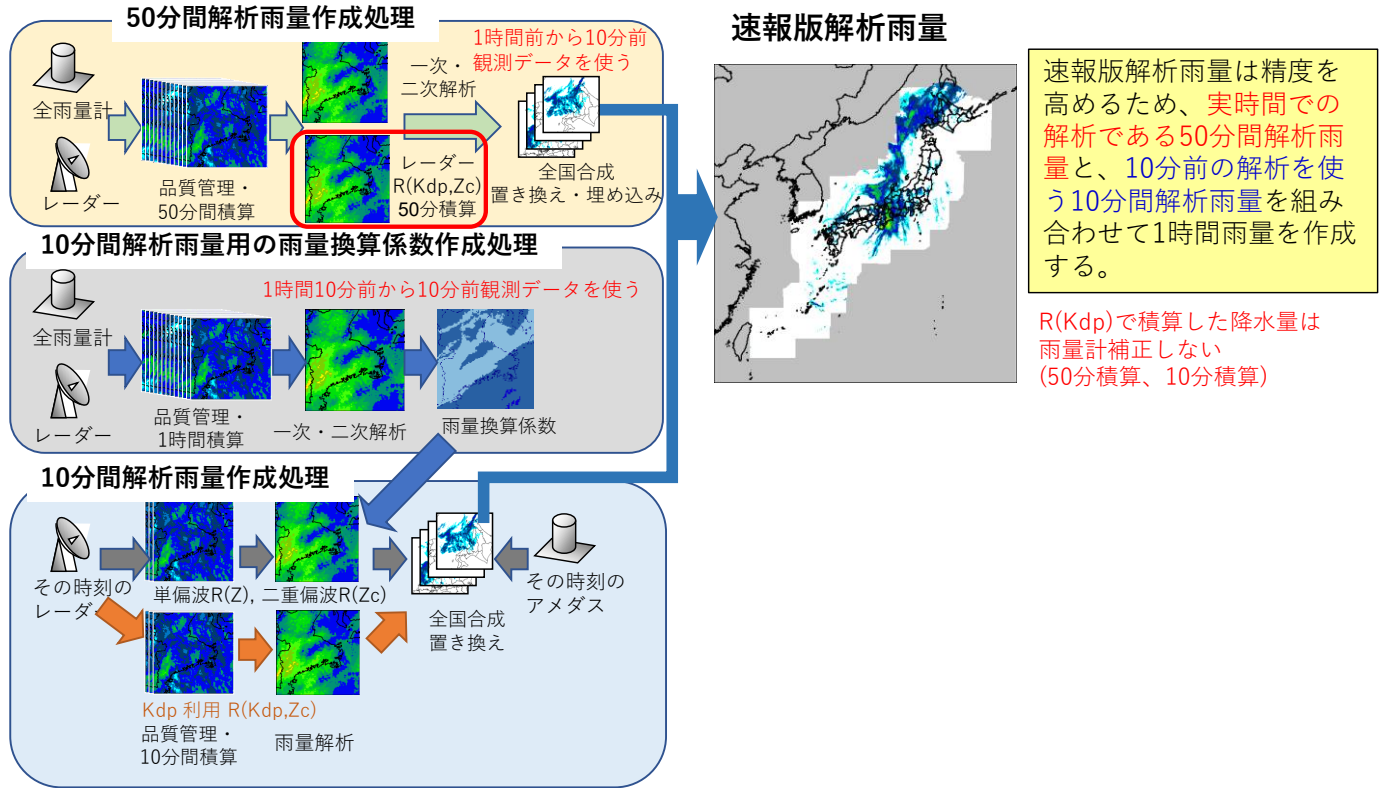 50分間解析雨量作成処理
1時間前から10分前
観測データを使う
一次・
二次解析
全雨量計
レーダー
品質管理・
50分間積算
レーダー
R(Kdp,Zc)
50分積算
全国合成
置き換え・埋め込み
10分間解析雨量用の雨量換算係数作成処理
1時間10分前から10分前観測データを使う
全雨量計
レーダー
品質管理・
1時間積算
一次・二次解析
雨量換算係数
10分間解析雨量作成処理
その時刻の
レーダー
単偏波R(Z), 二重偏波R(Zc)
全国合成
置き換え
その時刻の
アメダス
Kdp 利用 R(Kdp,Zc)
品質管理・
10分間積算
雨量解析
速報版解析雨量
速報版解析雨量は精度を
高めるため、実時間での
解析である50分間解析雨
量と、10分前の解析を使
う10分間解析雨量を組み
合わせて1時間雨量を作成
する。
R(Kdp)で積算した降水量は
雨量計補正しない
(50分積算、10分積算)